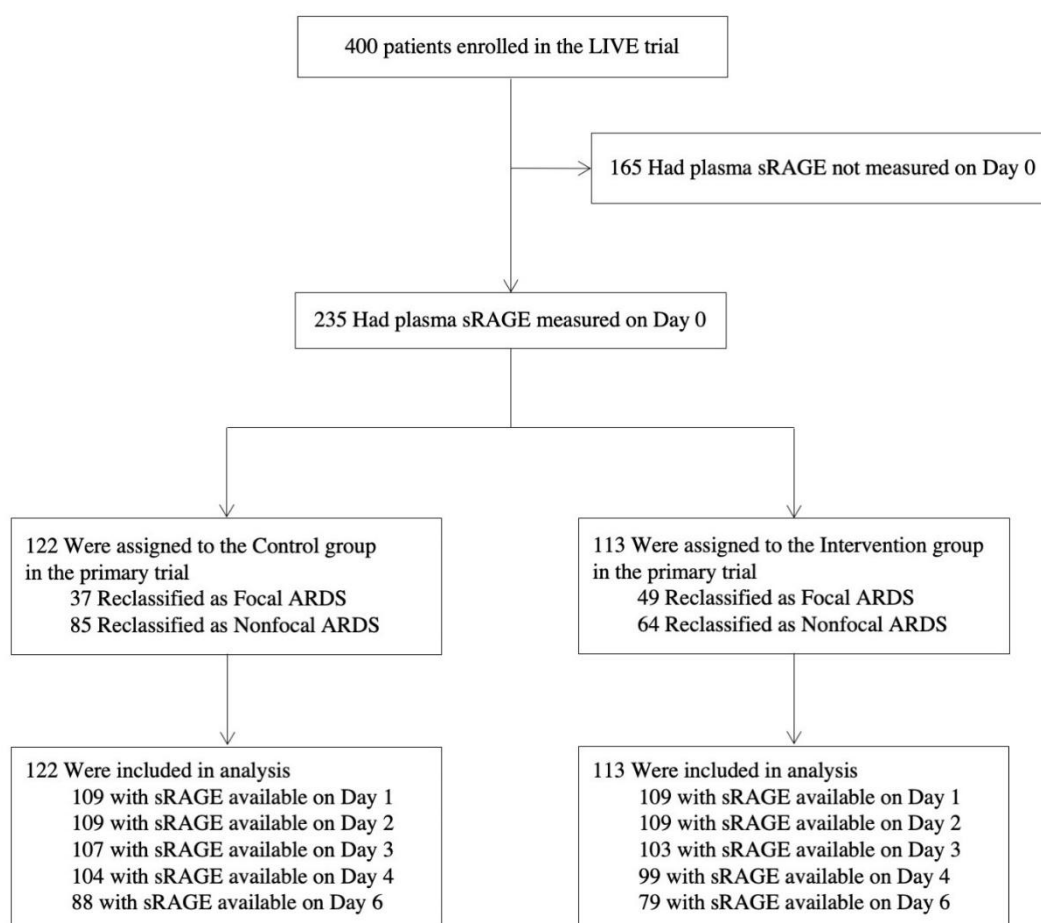 400 patients enrolled in the LIVE trial
165 Had plasma sRAGE not measured on Day 0
235 Had plasma sRAGE measured on Day 0
122 Were assigned to the Control group
in the primary trial
37 Reclassified as Focal ARDS
85 Reclassified as Nonfocal ARDS
113 Were assigned to the Intervention group
in the primary trial
49 Reclassified as Focal ARDS
64 Reclassified as Nonfocal ARDS
122 Were included in analysis
109 with sRAGE available on Day 1
109 with sRAGE available on Day 2
107 with sRAGE available on Day 3
104 with sRAGE available on Day 4
88 with sRAGE available on Day 6
113 Were included in analysis
109 with sRAGE available on Day 1
109 with sRAGE available on Day 2
103 with sRAGE available on Day 3
99 with sRAGE available on Day 4
79 with sRAGE available on Day 6